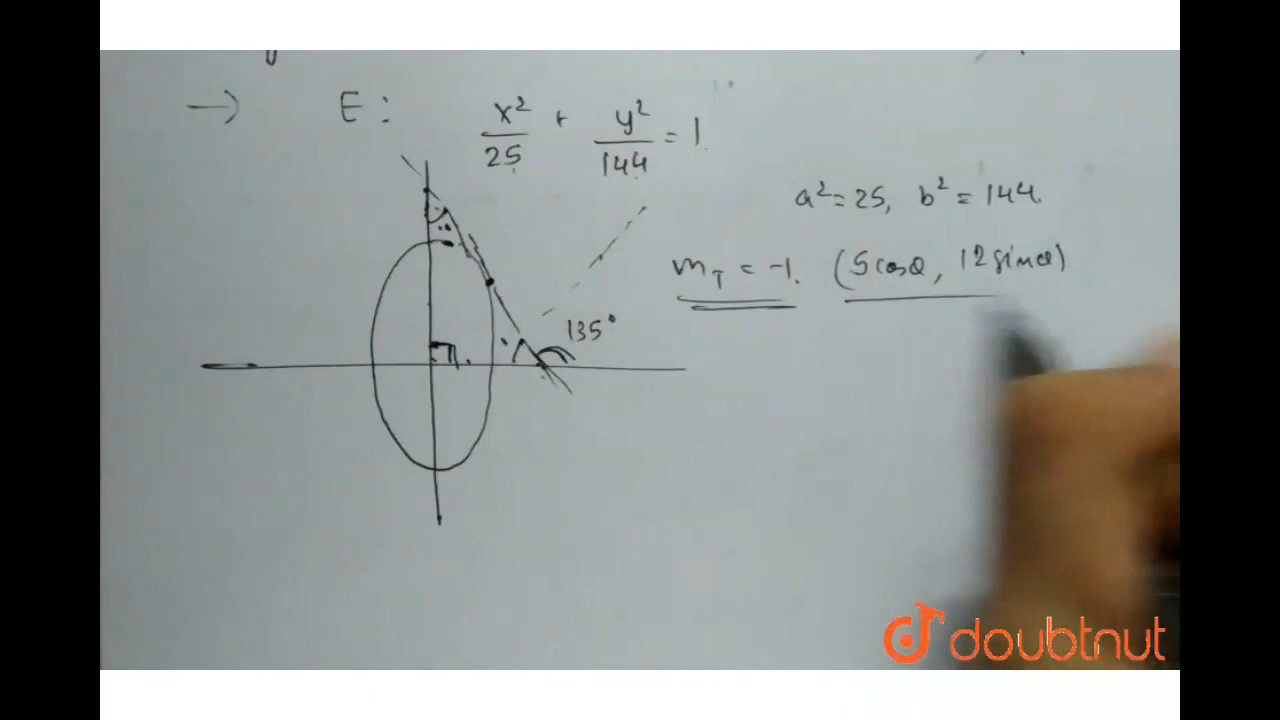 → E: x²/25 + y²/144 = 1
a² = 25, b² = 144.
m_T = -1. (5cosθ, 12sinθ)
135°
doubtnut